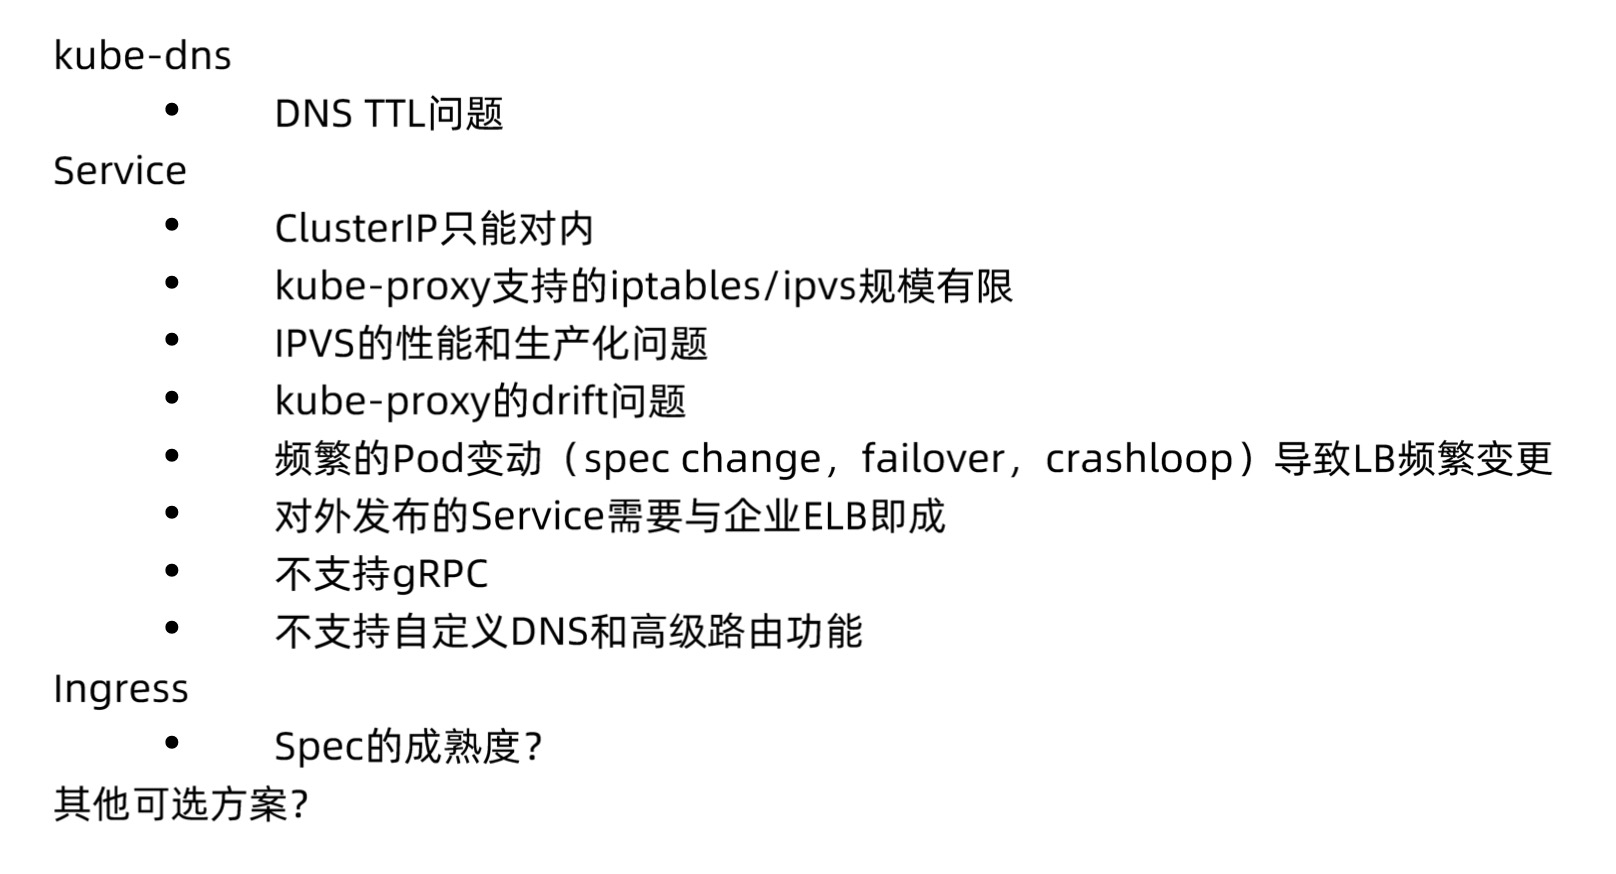 kube-dns
• DNS TTL问题
Service
• ClusterIP只能对内
• kube-proxy支持的iptables/ipvs规模有限
• IPVS的性能和生产化问题
• kube-proxy的drift问题
• 频繁的Pod变动（spec change，failover，crashloop）导致LB频繁变更
• 对外发布的Service需要与企业ELB即成
• 不支持gRPC
• 不支持自定义DNS和高级路由功能
Ingress
• Spec的成熟度？
其他可选方案？